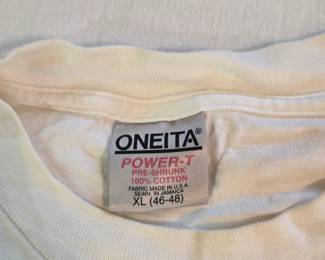 ONEITA®
POWER-T
PRE-SHRUNK
100% COTTON
FABRIC MADE IN U.S.A.
SEWN IN JAMAICA
XL (46-48)